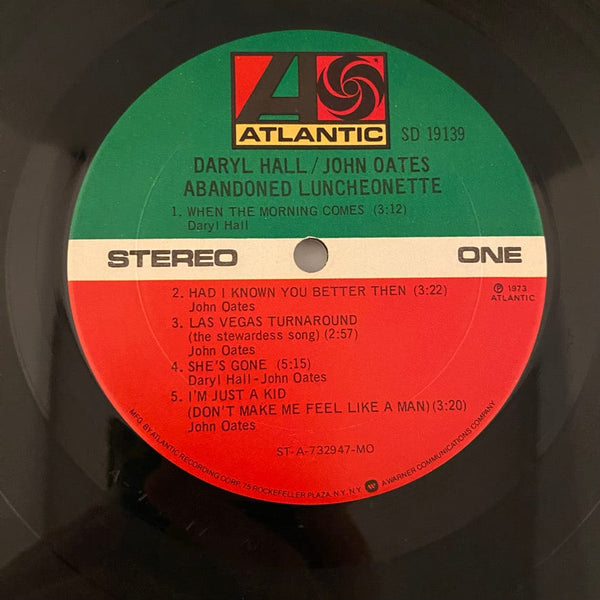 ATLANTIC
SD 19139
DARYL HALL/JOHN OATES
ABANDONED LUNCHEONETTE
1. WHEN THE MORNING COMES (3:12)
Daryl Hall
STEREO
ONE
2. HAD I KNOWN YOU BETTER THEN (3:22)
John Oates
℗ 1973
ATLANTIC
3. LAS VEGAS TURNAROUND
(the stewardess song) (2:57)
John Oates
4. SHE'S GONE (5:15)
Daryl Hall-John Oates
5. I'M JUST A KID
(DON'T MAKE ME FEEL LIKE A MAN)(3:20)
John Oates
ST-A-732947-MO
MFG. BY ATLANTIC RECORDING CORP. 75 ROCKEFELLER PLAZA, N.Y., N.Y. A WARNER COMMUNICATIONS COMPANY